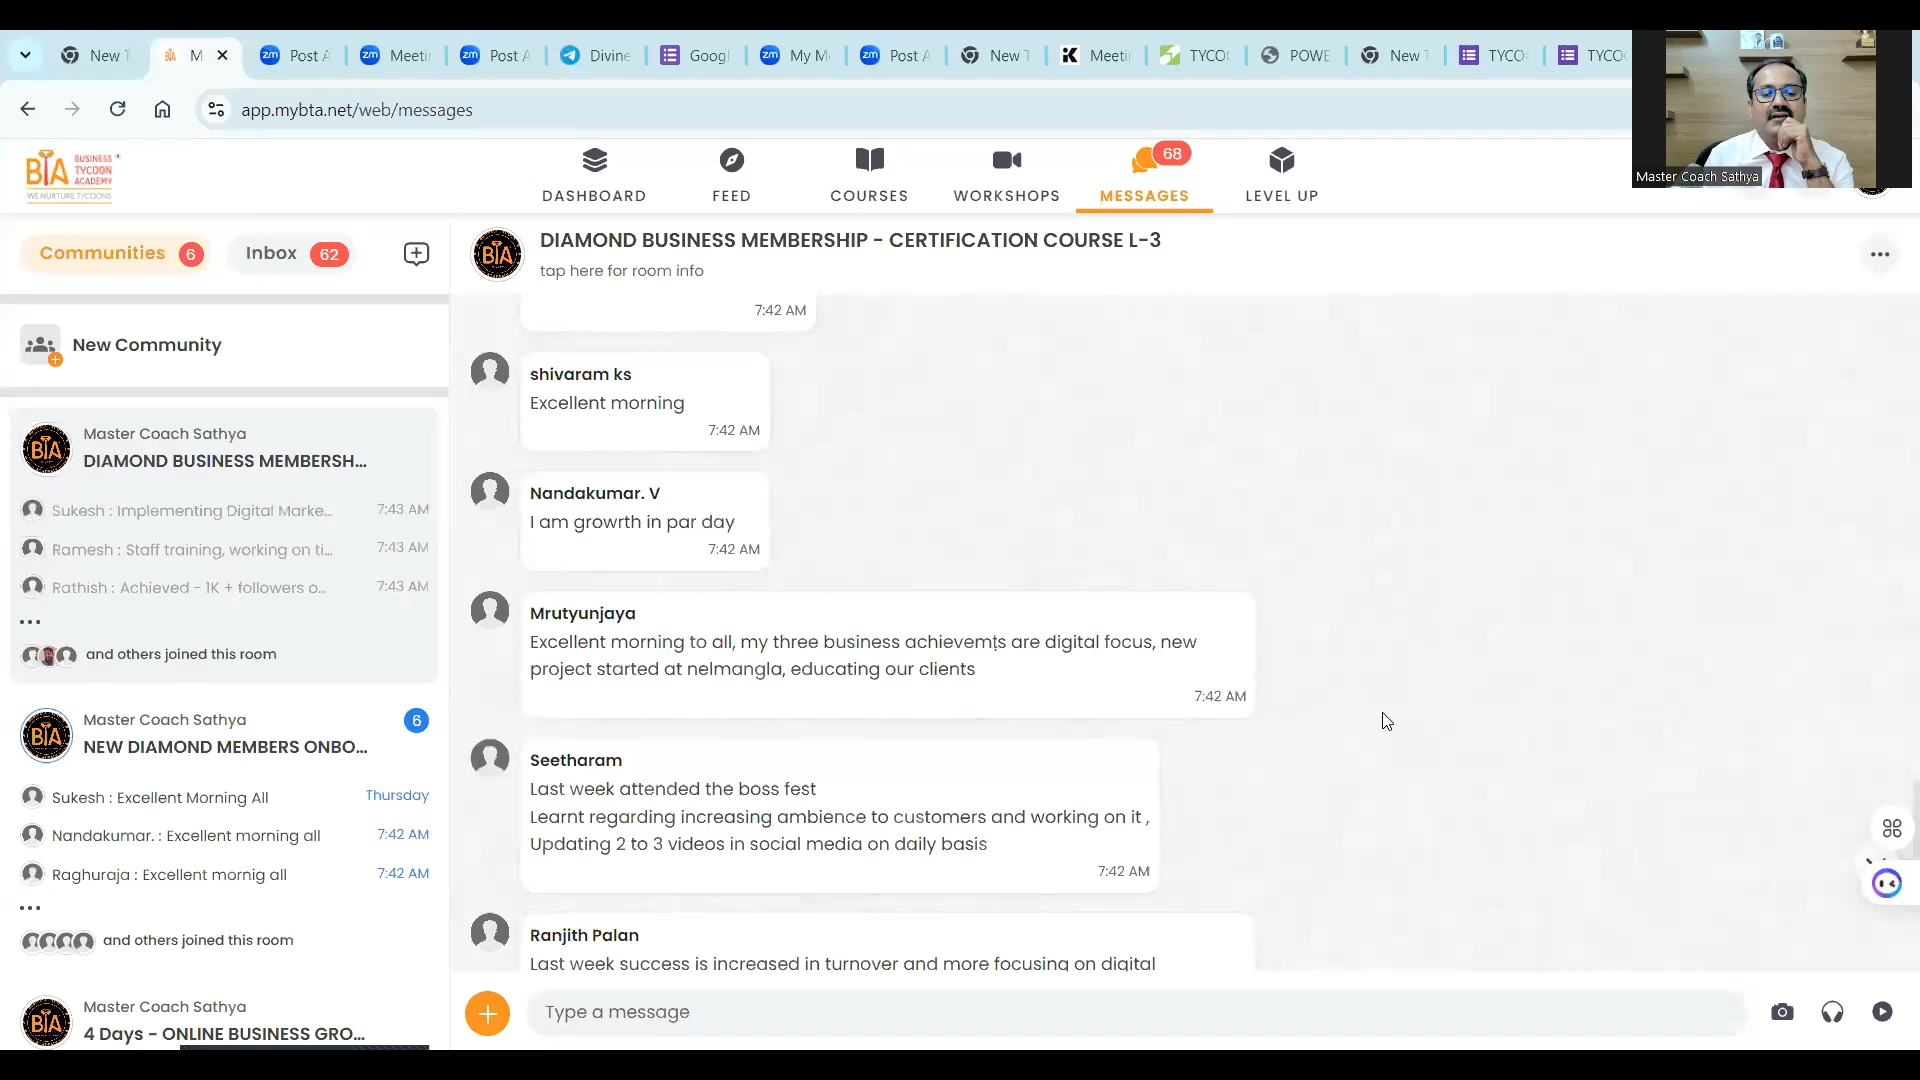 New T
M
Post A
Meeti
Post A
Divine
Googl
My M
Post A
New T
Meeti
TYCO
POWE
New T
TYCO
TYCO
app.mybta.net/web/messages
Master Coach Sathya
BTA BUSINESS TYCOON ACADEMY
WE NURTURE TYCOONS
DASHBOARD
FEED
COURSES
WORKSHOPS
MESSAGES
68
LEVEL UP
Communities 6
Inbox 62
New Community
Master Coach Sathya
DIAMOND BUSINESS MEMBERSH...
Sukesh : Implementing Digital Marke...
7:43 AM
Ramesh : Staff training, working on ti...
7:43 AM
Rathish : Achieved - 1K + followers o...
7:43 AM
...
and others joined this room
Master Coach Sathya
6
NEW DIAMOND MEMBERS ONBO...
Sukesh : Excellent Morning All
Thursday
Nandakumar. : Excellent morning all
7:42 AM
Raghuraja : Excellent mornig all
7:42 AM
...
and others joined this room
Master Coach Sathya
4 Days - ONLINE BUSINESS GRO...
DIAMOND BUSINESS MEMBERSHIP - CERTIFICATION COURSE L-3
tap here for room info
7:42 AM
shivaram ks
Excellent morning
7:42 AM
Nandakumar. V
I am growrth in par day
7:42 AM
Mrutyunjaya
Excellent morning to all, my three business achievemţs are digital focus, new
project started at nelmangla, educating our clients
7:42 AM
Seetharam
Last week attended the boss fest
Learnt regarding increasing ambience to customers and working on it ,
Updating 2 to 3 videos in social media on daily basis
7:42 AM
Ranjith Palan
Last week success is increased in turnover and more focusing on digital
Type a message